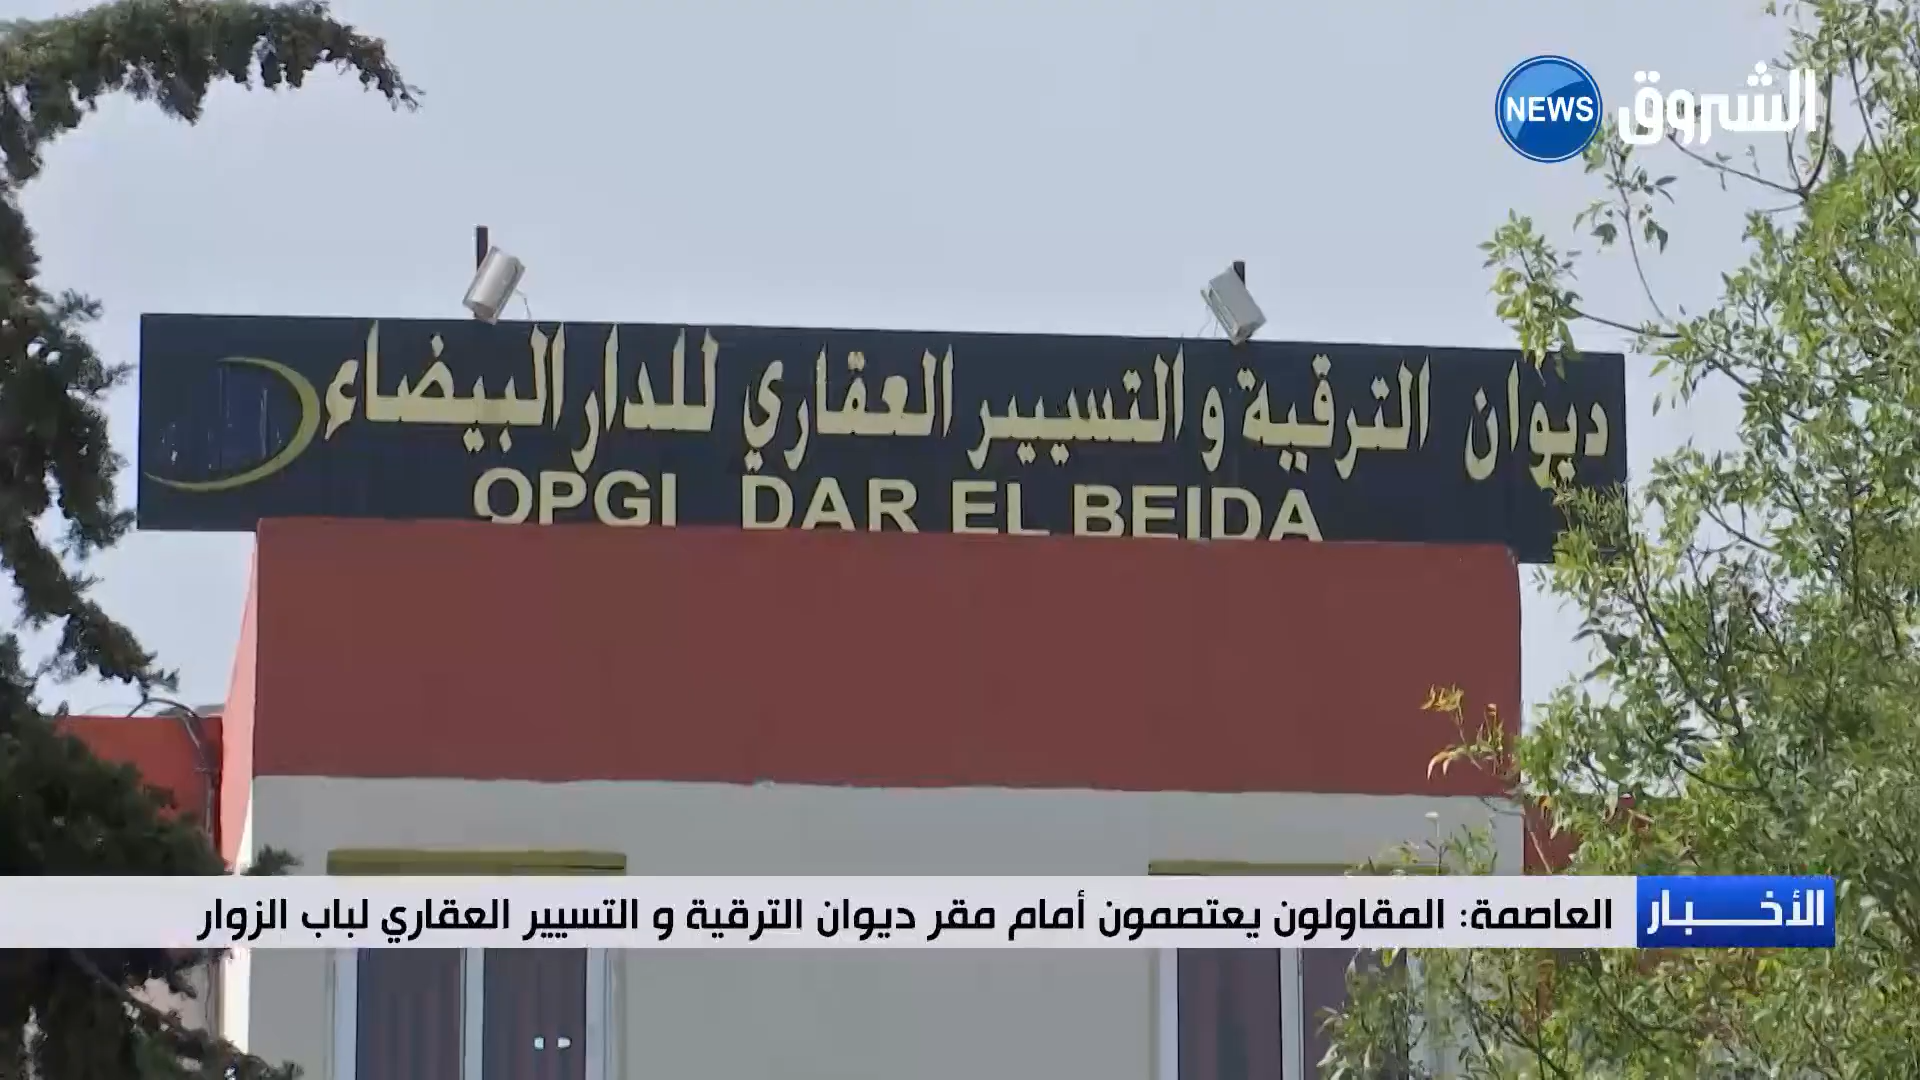 NEWS الشروق
ديوان الترقية و التسيير العقاري للدار البيضاء
OPGI DAR EL BEIDA
الأخبار
العاصمة: المقاولون يعتصمون أمام مقر ديوان الترقية و التسيير العقاري لباب الزوار